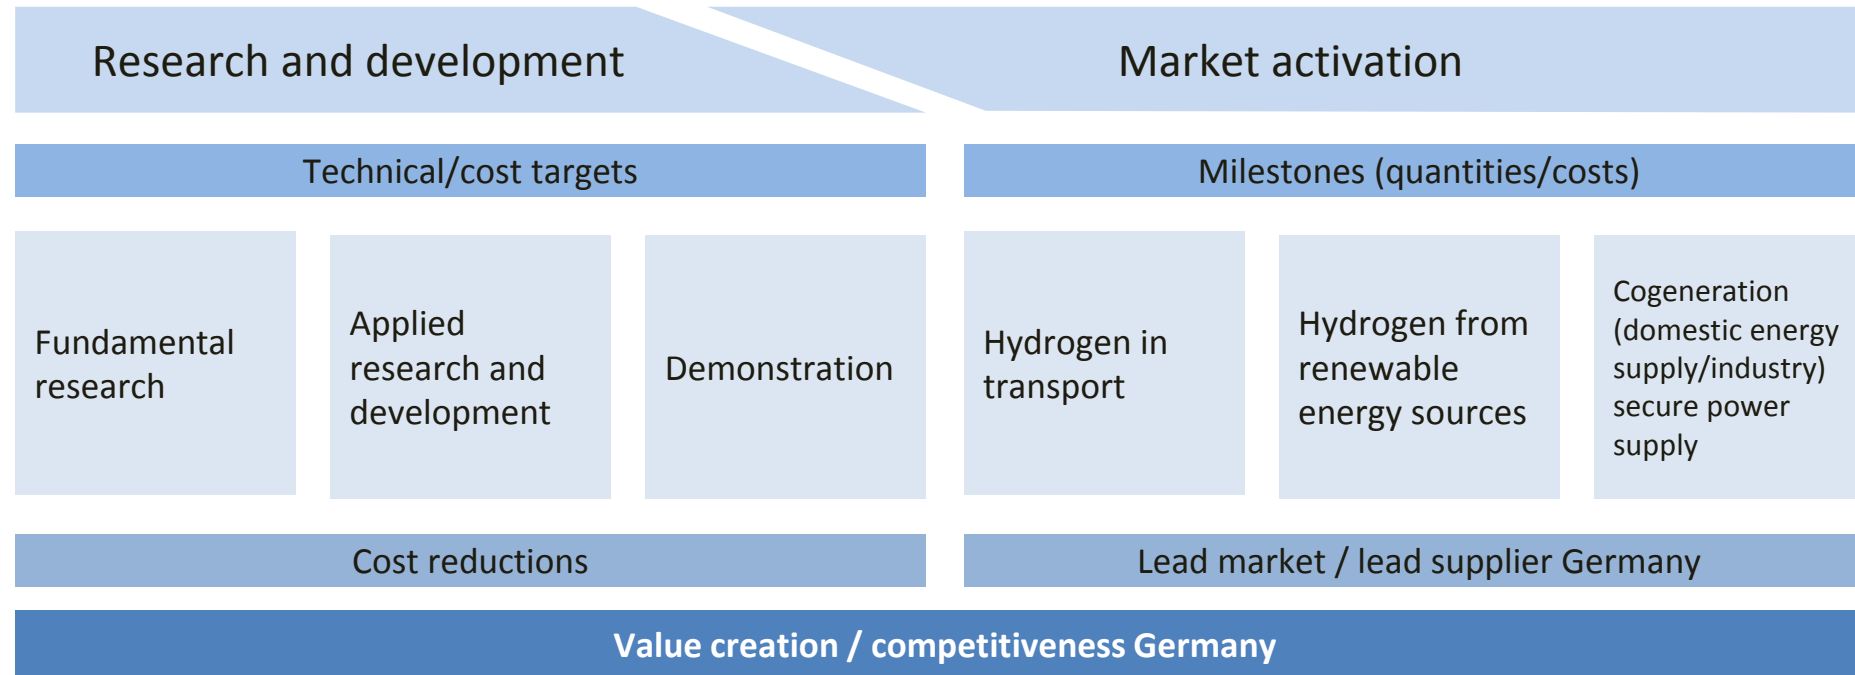 Research and development
Market activation
Technical/cost targets
Milestones (quantities/costs)
Fundamental
research
Applied
research and
development
Demonstration
Hydrogen in
transport
Hydrogen from
renewable
energy sources
Cogeneration
(domestic energy
supply/industry)
secure power
supply
Cost reductions
Lead market / lead supplier Germany
Value creation / competitiveness Germany